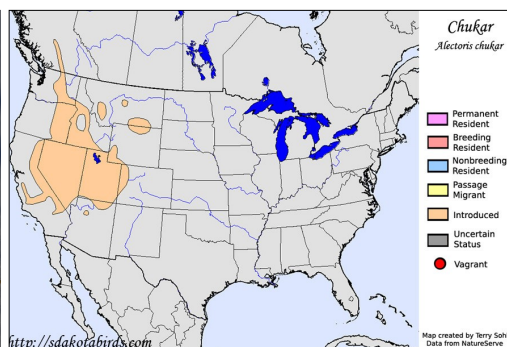 Chukar
Alectoris chukar
Permanent
Resident
Breeding
Resident
Nonbreeding
Resident
Passage
Migrant
Introduced
Uncertain
Status
Vagrant
http://sdakotabirds.com
Map created by Terry Sohl
Data from NatureServe